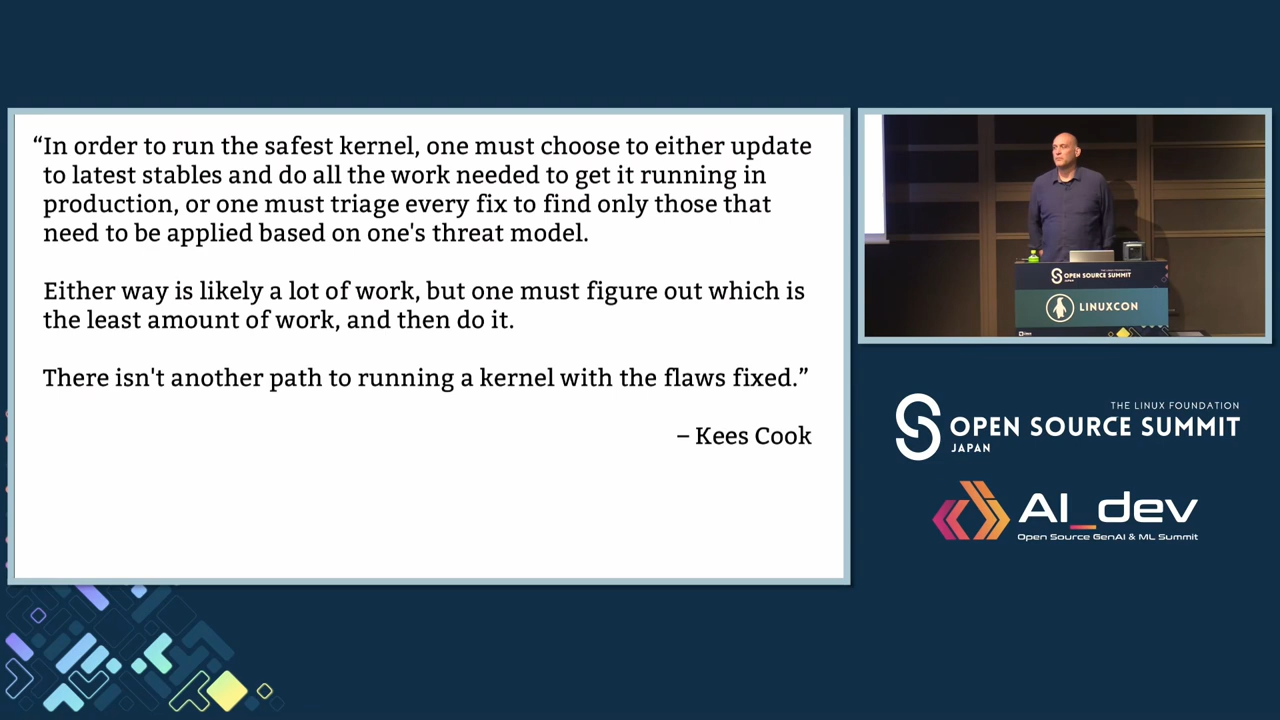 “In order to run the safest kernel, one must choose to either update
to latest stables and do all the work needed to get it running in
production, or one must triage every fix to find only those that
need to be applied based on one's threat model.
Either way is likely a lot of work, but one must figure out which is
the least amount of work, and then do it.
There isn't another path to running a kernel with the flaws fixed.”
– Kees Cook
THE LINUX FOUNDATION
OPEN SOURCE SUMMIT
JAPAN
LINUXCON
THE LINUX FOUNDATION
OPEN SOURCE SUMMIT
JAPAN
AI_dev
Open Source GenAI & ML Summit